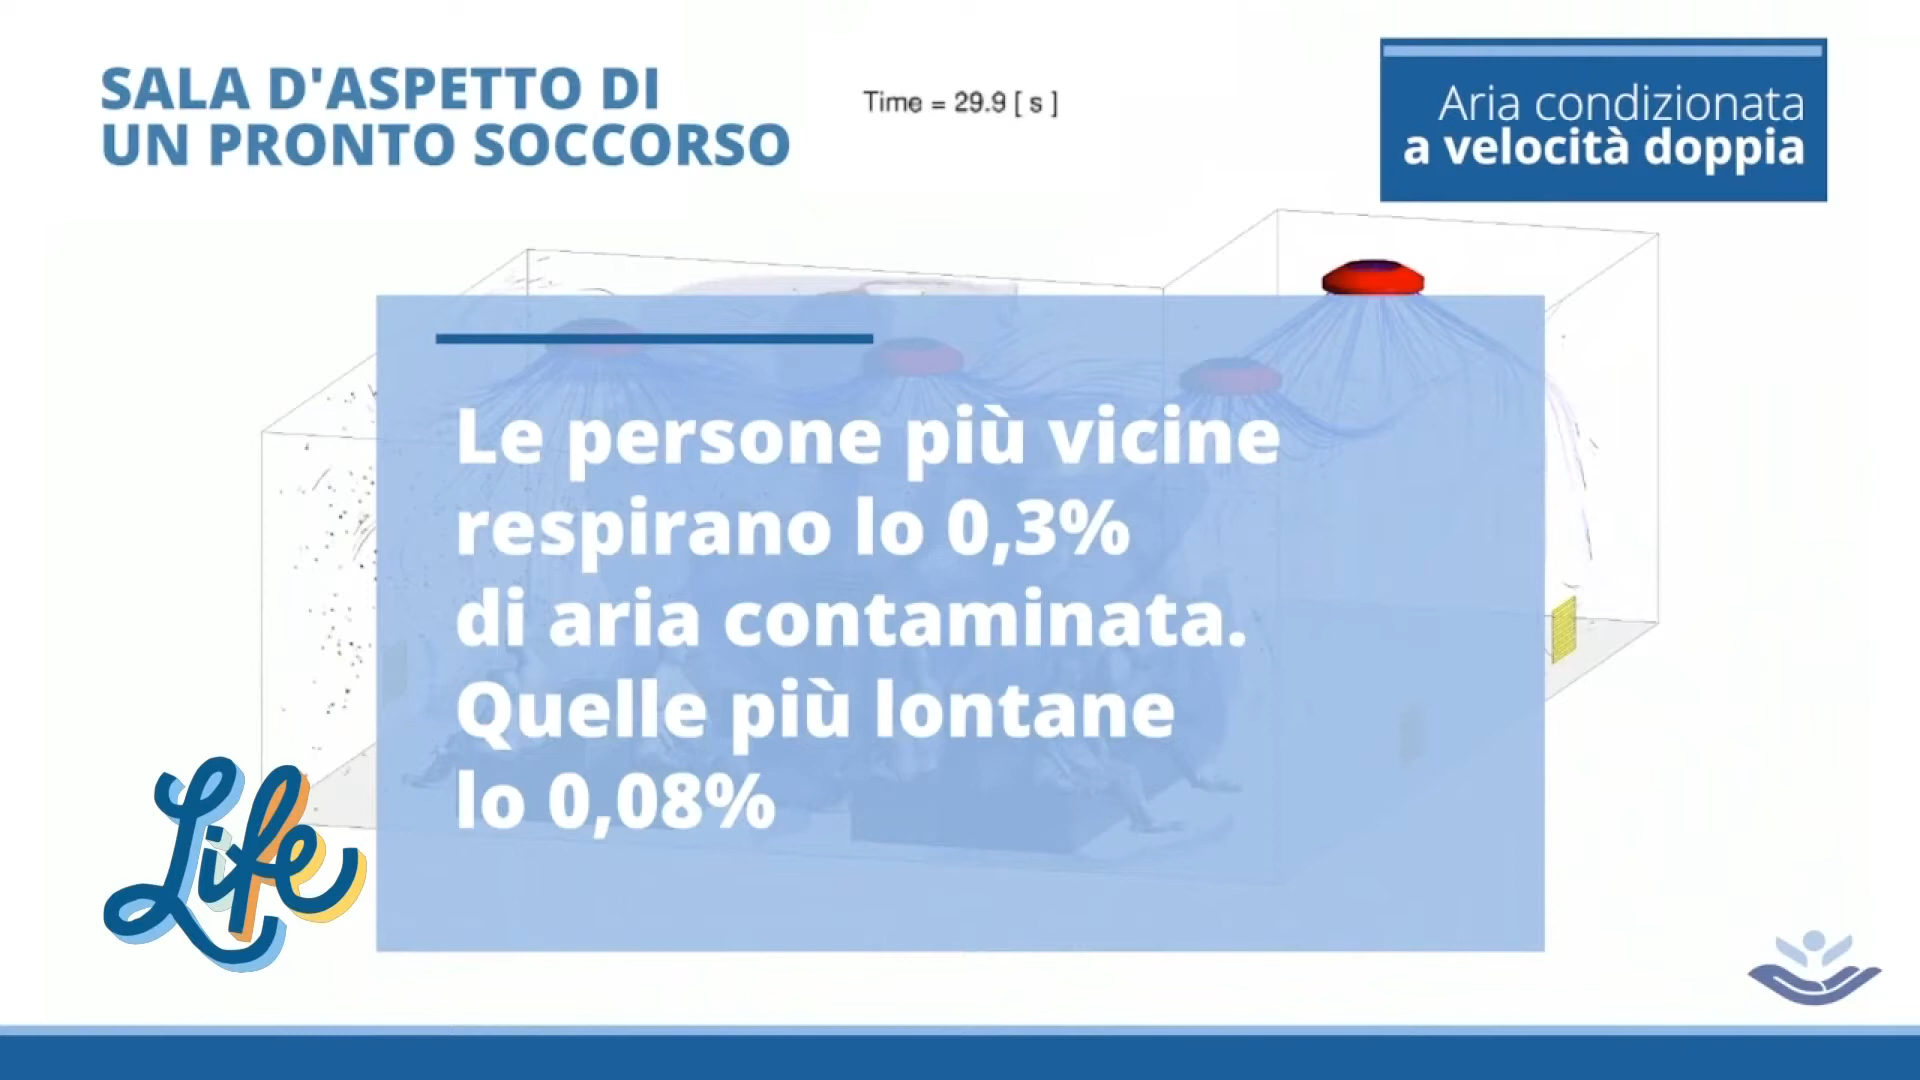 SALA D'ASPETTO DI
UN PRONTO SOCCORSO
Time = 29.9 [ s ]
Aria condizionata
a velocità doppia
Le persone più vicine
respirano lo 0,3%
di aria contaminata.
Quelle più lontane
lo 0,08%
Life